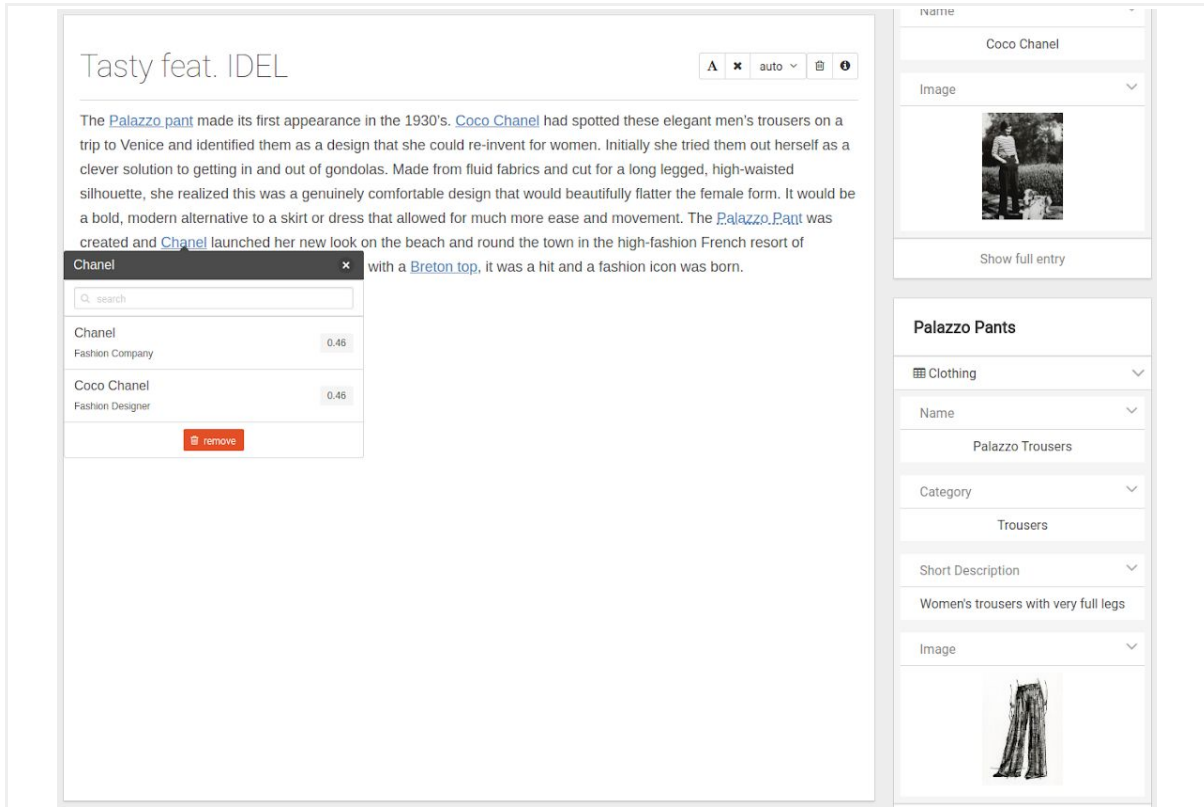 Tasty feat. IDEL
A
auto
The Palazzo pant made its first appearance in the 1930's. Coco Chanel had spotted these elegant men's trousers on a
trip to Venice and identified them as a design that she could re-invent for women. Initially she tried them out herself as a
clever solution to getting in and out of gondolas. Made from fluid fabrics and cut for a long legged, high-waisted
silhouette, she realized this was a genuinely comfortable design that would beautifully flatter the female form. It would be
a bold, modern alternative to a skirt or dress that allowed for much more ease and movement. The Palazzo Pant was
created and Chanel launched her new look on the beach and round the town in the high-fashion French resort of
with a Breton top, it was a hit and a fashion icon was born.
Chanel
search
Chanel
Fashion Company
0.46
Coco Chanel
Fashion Designer
0.46
remove
Name
Coco Chanel
Image
Show full entry
Palazzo Pants
Clothing
Name
Palazzo Trousers
Category
Trousers
Short Description
Women's trousers with very full legs
Image